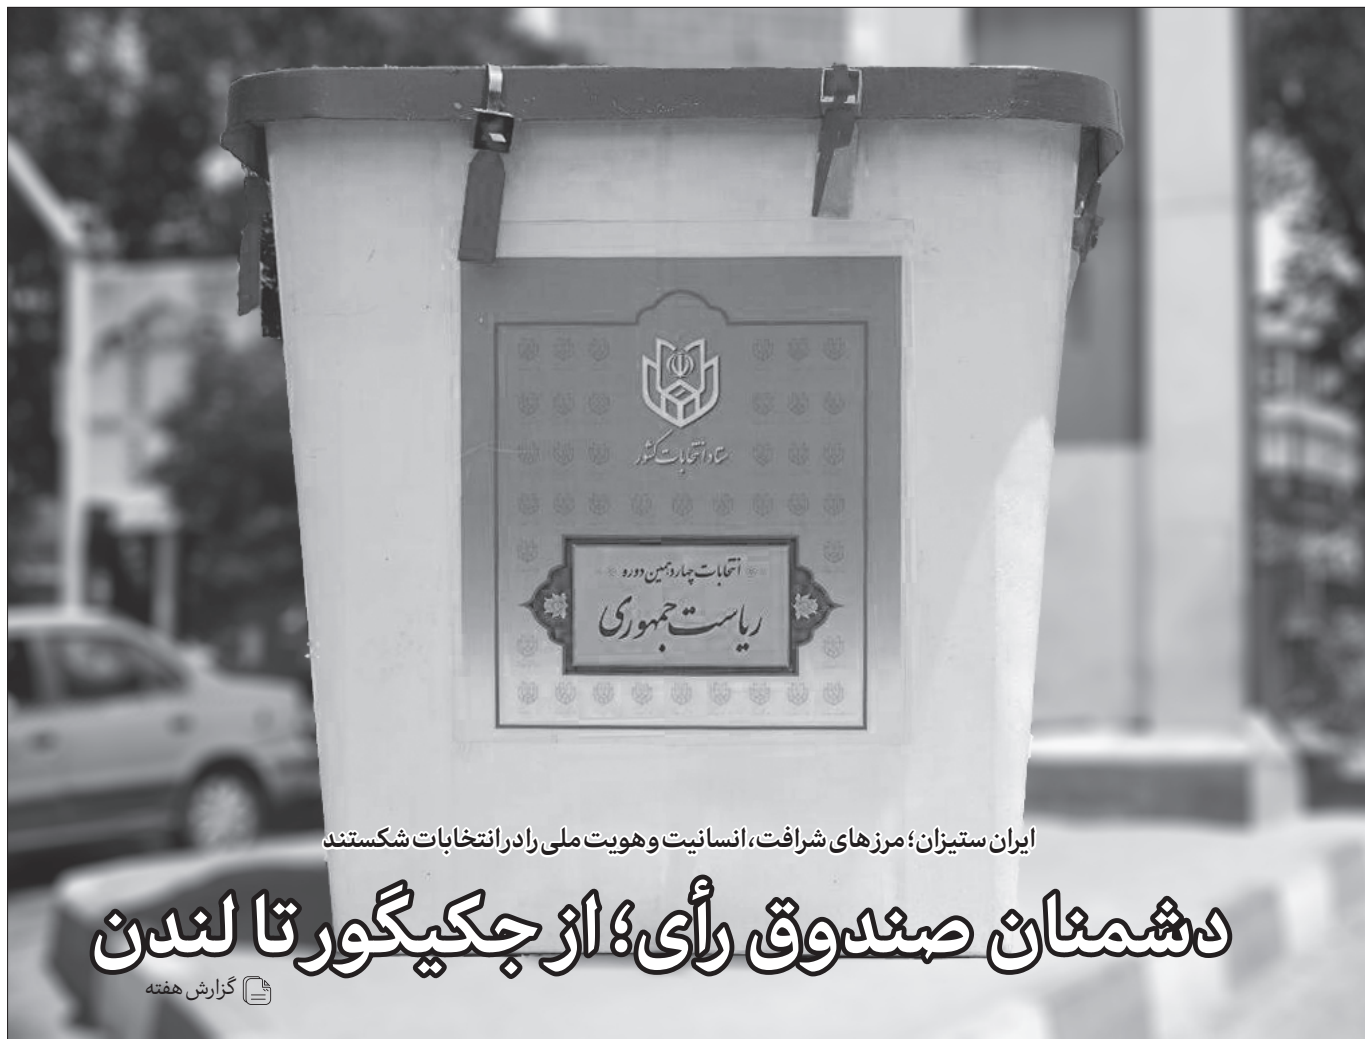 ستاد انتخابات کشور
انتخابات چهاردهمین دوره
ریاست جمهوری
ایران ستیزان؛ مرزهای شرافت، انسانیت و هویت ملی را در انتخابات شکستند
دشمنان صندوق رأی؛ از جکیگور تا لندن
گزارش هفته